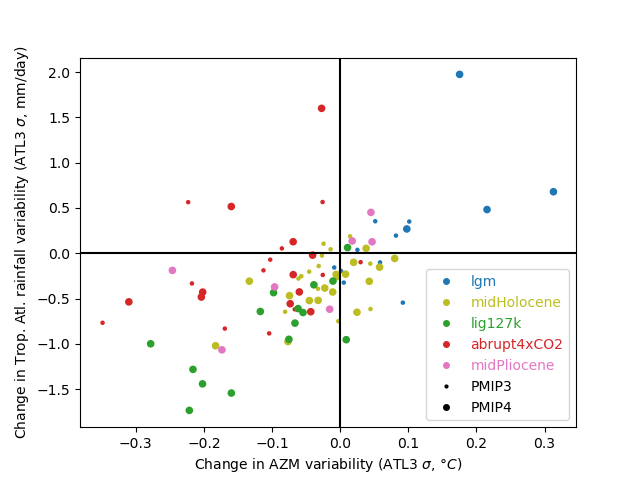 Change in Trop. Atl. rainfall variability (ATL3 σ, mm/day)
2.0
1.5
1.0
0.5
0.0
−0.5
−1.0
−1.5
lgm
midHolocene
lig127k
abrupt4xCO2
midPliocene
PMIP3
PMIP4
−0.3 −0.2 −0.1 0.0 0.1 0.2 0.3
Change in AZM variability (ATL3 σ, °C)